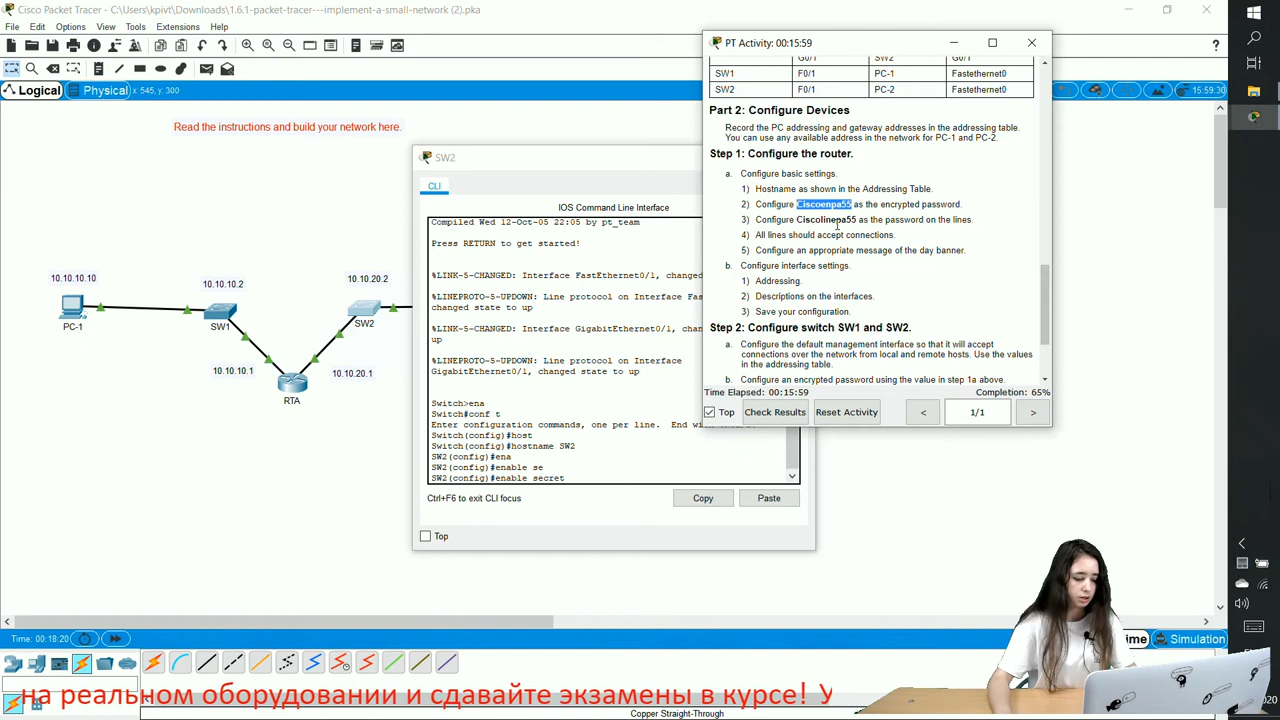 Cisco Packet Tracer - C:\Users\kpivt\Downloads\1.6.1-packet-tracer---implement-a-small-network (2).pka
File Edit Options View Tools Extensions Help
Logical Physical x: 545, y: 300
15:59:30
Read the instructions and build your network here.
10.10.10.10
PC-1
10.10.10.2
SW1
10.10.20.2
SW2
10.10.10.1
10.10.20.1
RTA
SW2
CLI
IOS Command Line Interface
Compiled Wed 12-Oct-05 22:05 by pt_team
Press RETURN to get started!
%LINK-5-CHANGED: Interface FastEthernet0/1, changed
%LINEPROTO-5-UPDOWN: Line protocol on Interface Fas
changed state to up
%LINK-5-CHANGED: Interface GigabitEthernet0/1, chan
up
%LINEPROTO-5-UPDOWN: Line protocol on Interface
GigabitEthernet0/1, changed state to up
Switch>ena
Switch#conf t
Enter configuration commands, one per line. End with
Switch(config)#host
Switch(config)#hostname SW2
SW2(config)#ena
SW2(config)#enable se
SW2(config)#enable secret
Ctrl+F6 to exit CLI focus
Copy
Paste
Top
PT Activity: 00:15:59
G0/1 SW2 G0/1
SW1 F0/1 PC-1 Fastethernet0
SW2 F0/1 PC-2 Fastethernet0
Part 2: Configure Devices
Record the PC addressing and gateway addresses in the addressing table.
You can use any available address in the network for PC-1 and PC-2.
Step 1: Configure the router.
a. Configure basic settings.
1) Hostname as shown in the Addressing Table.
2) Configure Ciscoenpa55 as the encrypted password.
3) Configure Ciscolinepa55 as the password on the lines.
4) All lines should accept connections.
5) Configure an appropriate message of the day banner.
b. Configure interface settings.
1) Addressing.
2) Descriptions on the interfaces.
3) Save your configuration.
Step 2: Configure switch SW1 and SW2.
a. Configure the default management interface so that it will accept
connections over the network from local and remote hosts. Use the values
in the addressing table.
b. Configure an encrypted password using the value in step 1a above.
Time Elapsed: 00:15:59
Completion: 65%
Top
Check Results
Reset Activity
<
1/1
>
Time: 00:18:20
Simulation
на реальном оборудовании и сдавайте экзамены в курсе! У
Copper Straight-Through